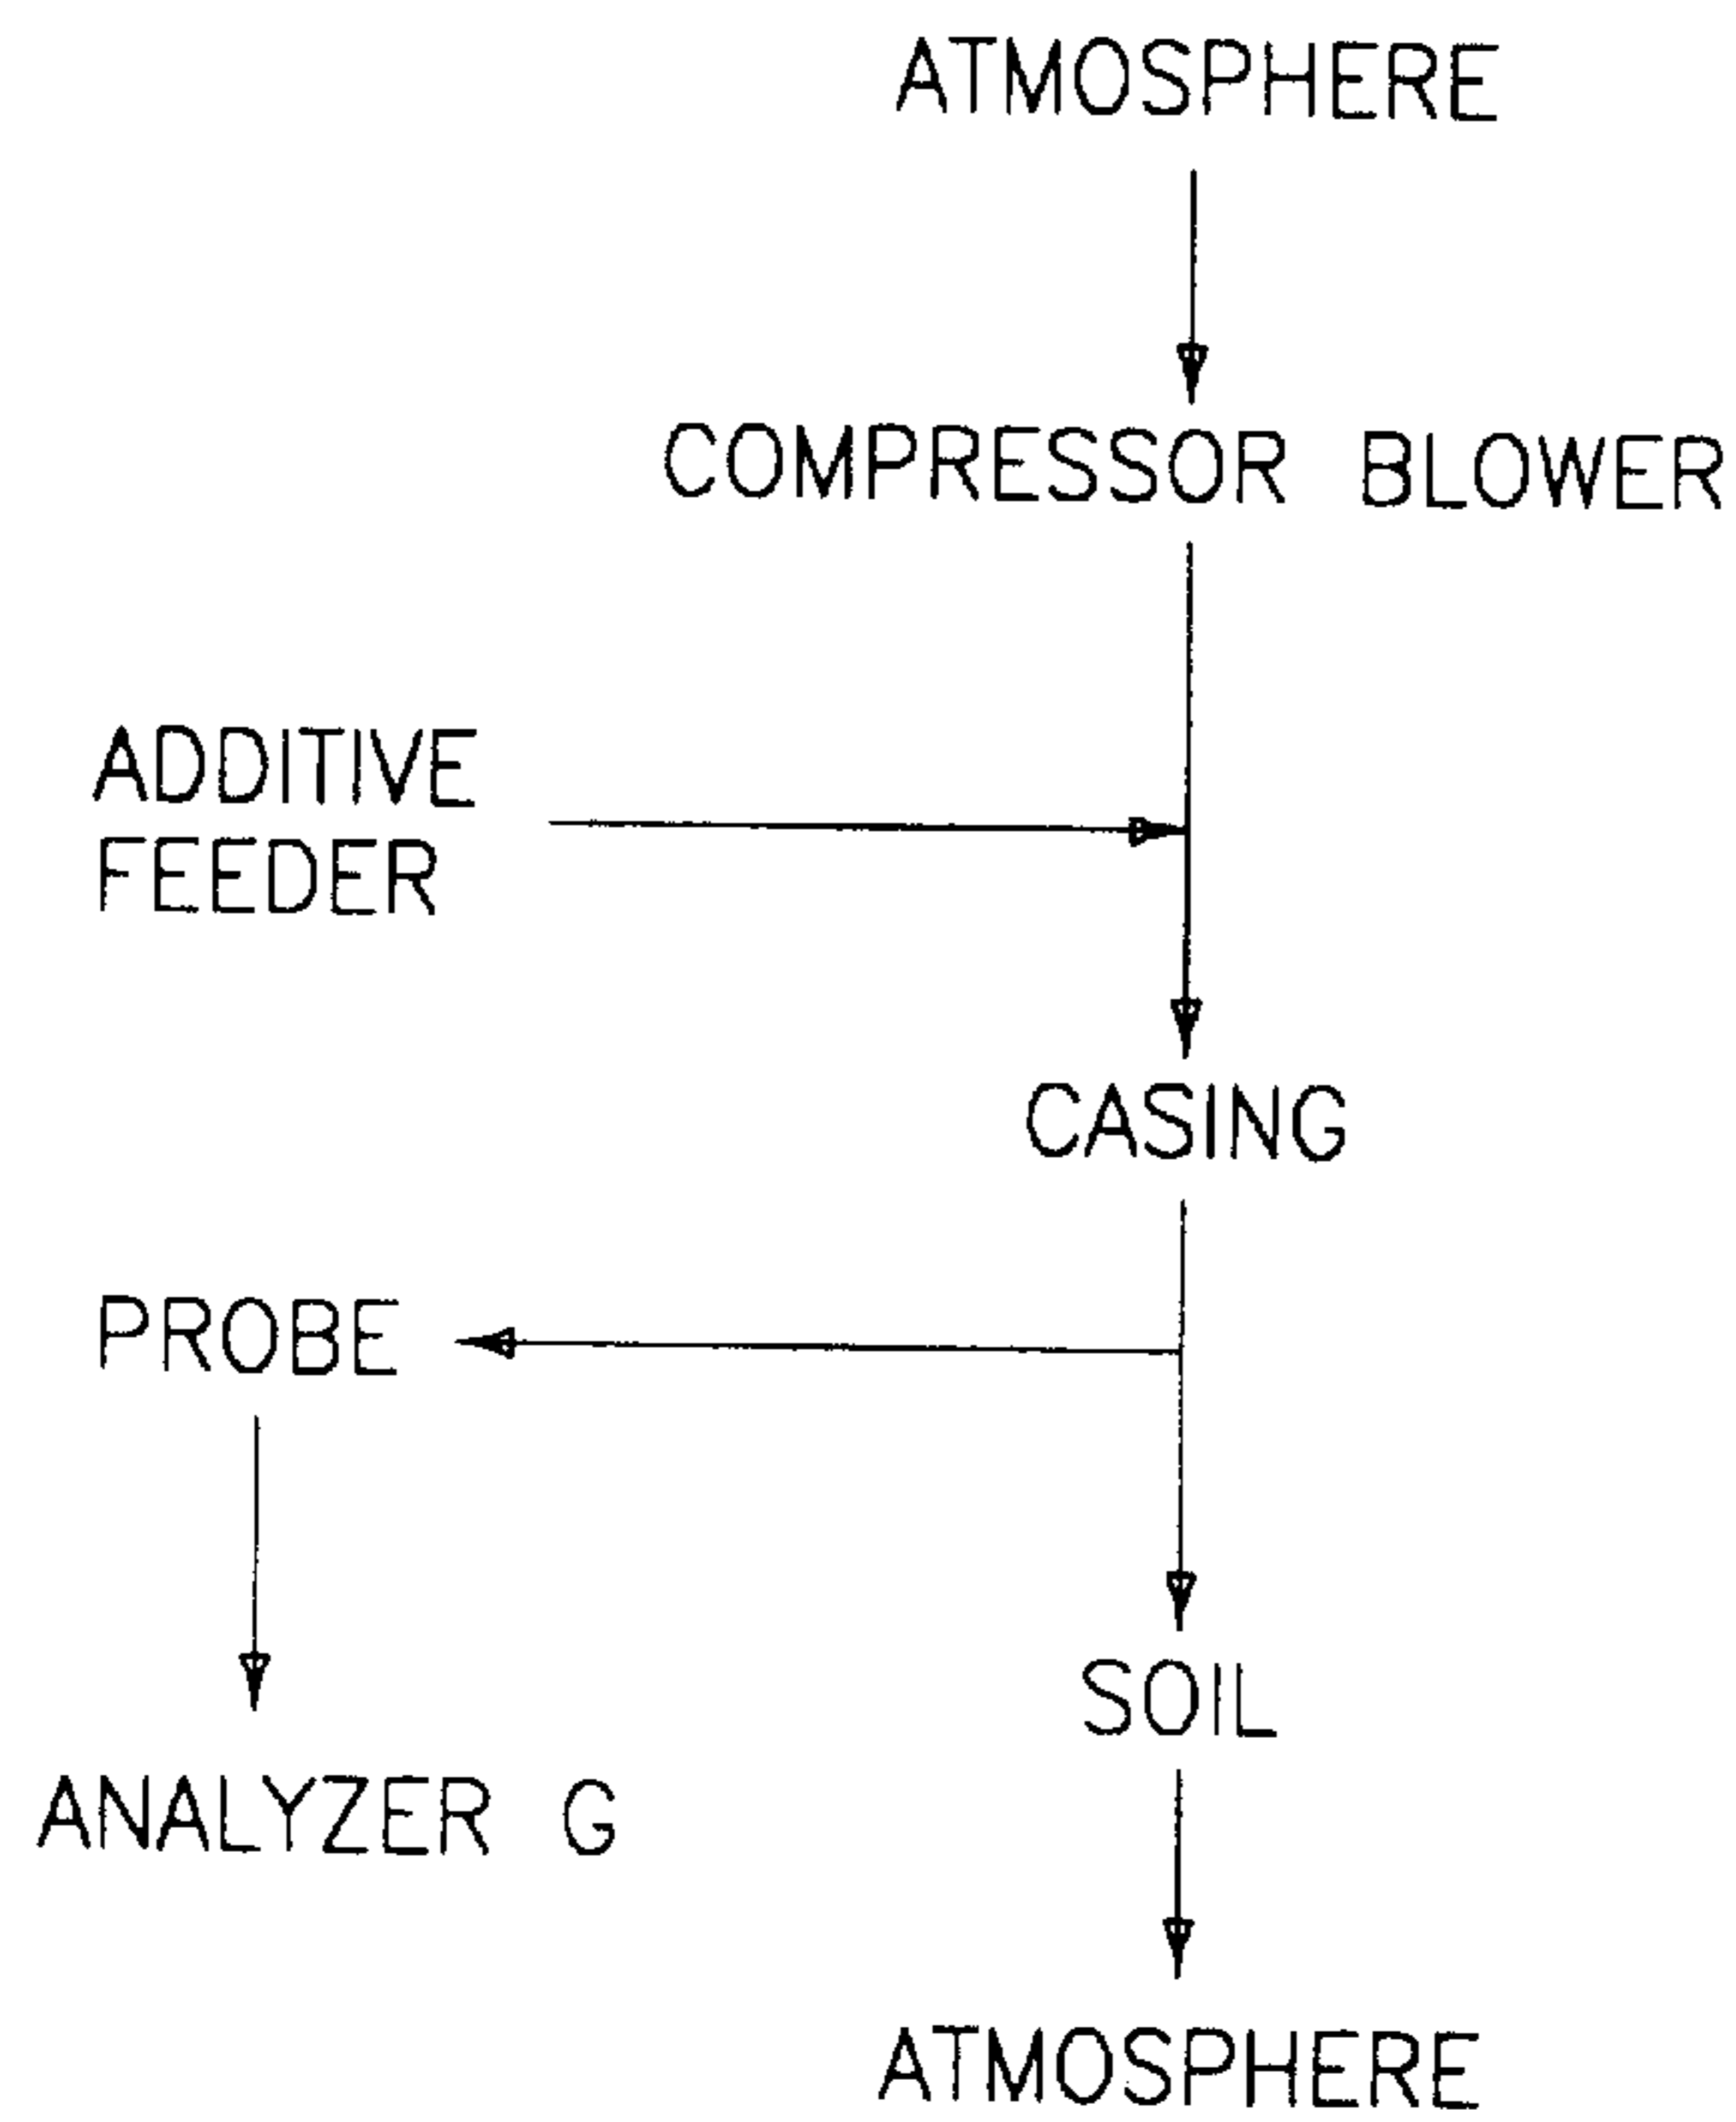 ATMOSPHERE
COMPRESSOR BLOWER
ADDITIVE
FEEDER
CASING
PROBE
SOIL
ANALYZER G
ATMOSPHERE